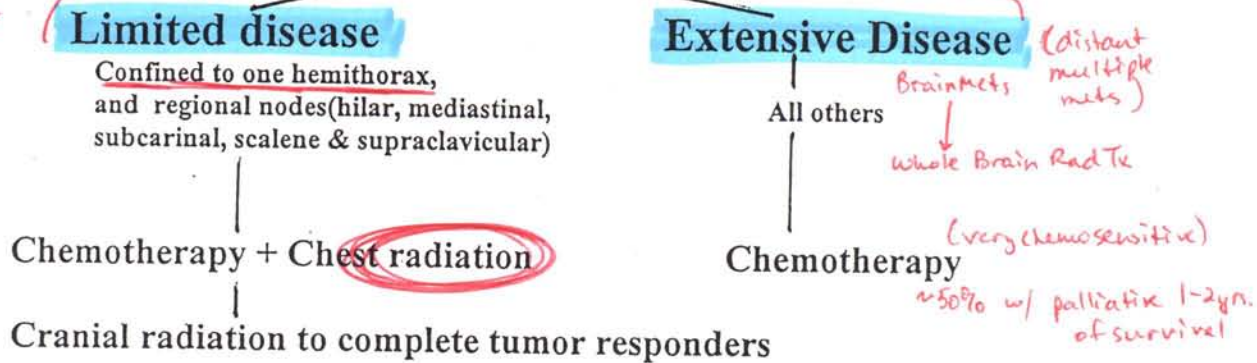 Limited disease
Confined to one hemithorax,
and regional nodes(hilar, mediastinal,
subcarinal, scalene & supraclavicular)
Chemotherapy + Chest radiation
Cranial radiation to complete tumor responders
Extensive Disease
(distant
multiple
mets)
Brain Mets
All others
whole Brain Rad Tx
(very chemosensitive)
Chemotherapy
~50% w/ palliative 1-2yrs.
of survival